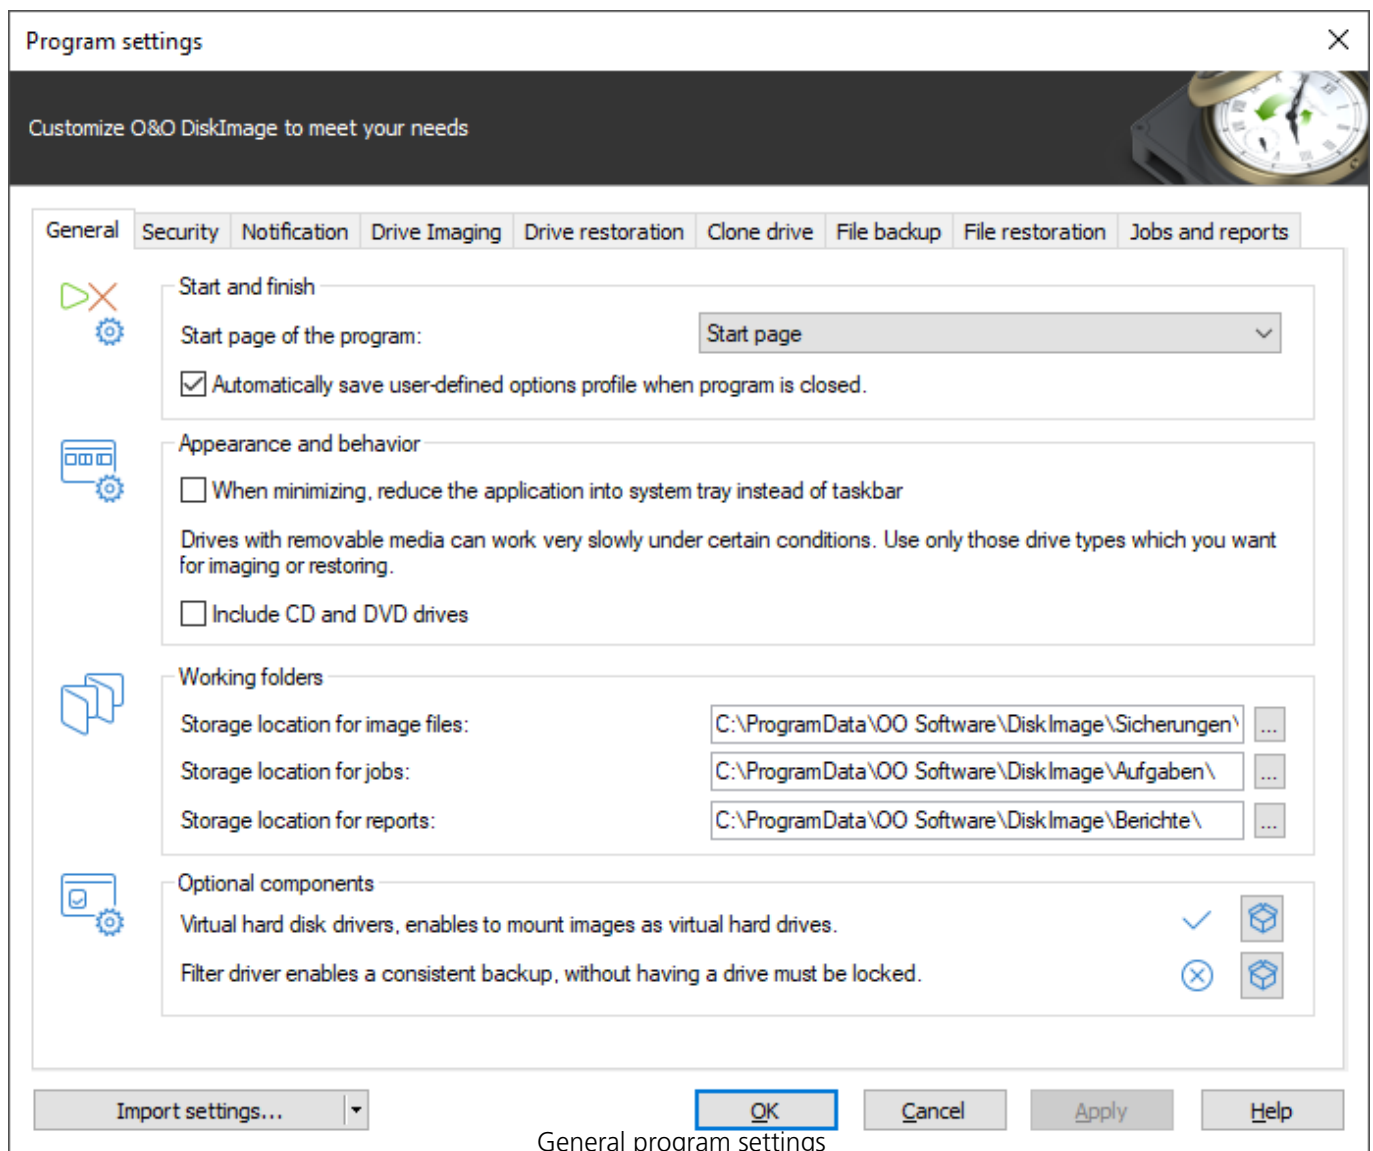 Program settings
Customize O&O DiskImage to meet your needs
General Security Notification Drive Imaging Drive restoration Clone drive File backup File restoration Jobs and reports
Start and finish
Start page of the program: Start page
Automatically save user-defined options profile when program is closed.
Appearance and behavior
When minimizing, reduce the application into system tray instead of taskbar
Drives with removable media can work very slowly under certain conditions. Use only those drive types which you want
for imaging or restoring.
Include CD and DVD drives
Working folders
Storage location for image files: C:\ProgramData\OO Software\DiskImage\Sicherungen\ ...
Storage location for jobs: C:\ProgramData\OO Software\DiskImage\Aufgaben\ ...
Storage location for reports: C:\ProgramData\OO Software\DiskImage\Berichte\ ...
Optional components
Virtual hard disk drivers, enables to mount images as virtual hard drives.
Filter driver enables a consistent backup, without having a drive must be locked.
Import settings... OK Cancel Apply Help
General program settings